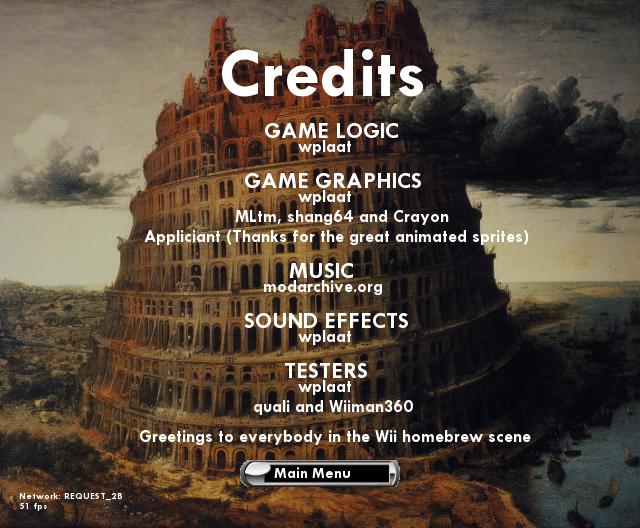 Credits
GAME LOGIC
wplaat
GAME GRAPHICS
wplaat
MLtm, shang64 and Crayon
Appliciant (Thanks for the great animated sprites)
MUSIC
modarchive.org
SOUND EFFECTS
wplaat
TESTERS
wplaat
quali and Wiiman360
Greetings to everybody in the Wii homebrew scene
Main Menu
Network: REQUEST_2B
51 fps